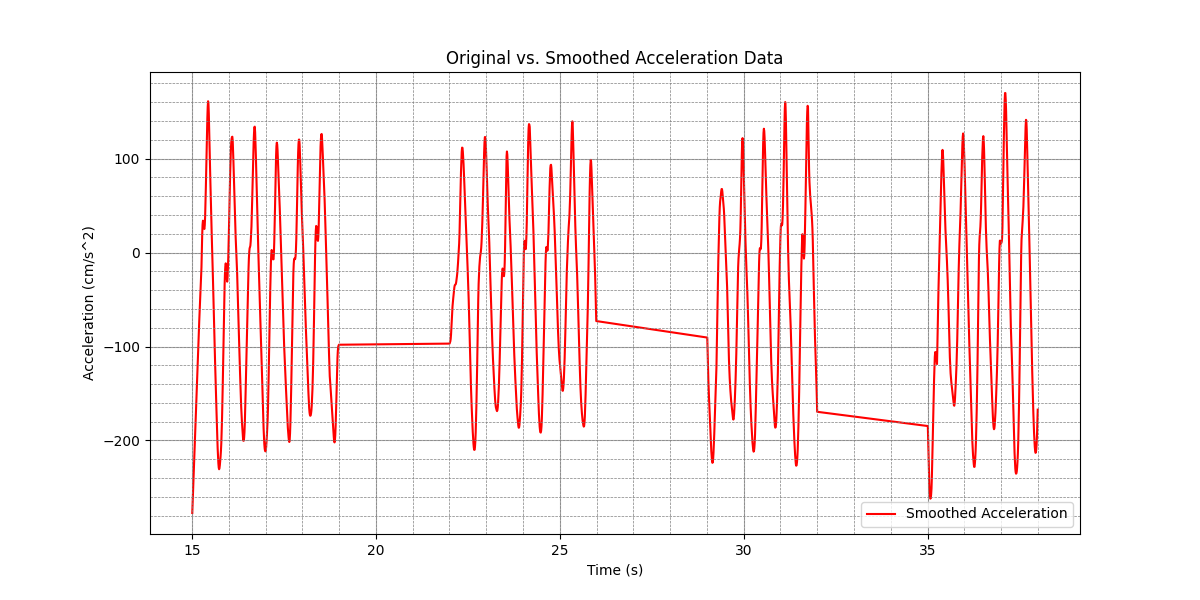 Original vs. Smoothed Acceleration Data
Acceleration (cm/s^2)
100
0
−100
−200
Smoothed Acceleration
15
20
25
30
35
Time (s)